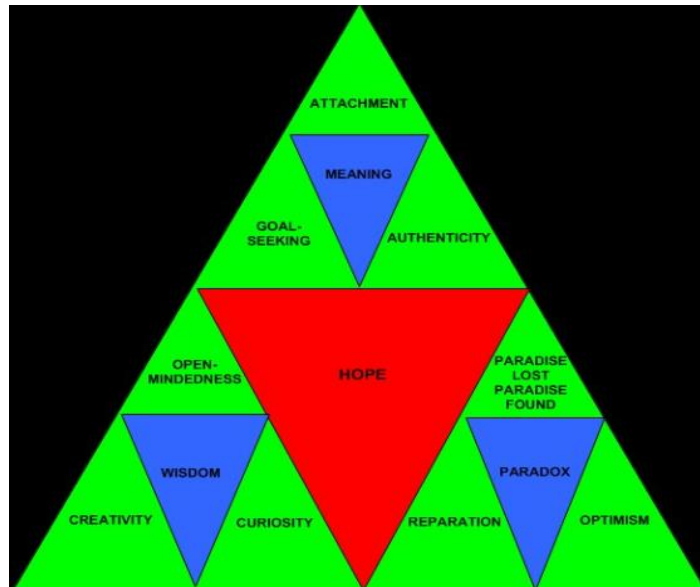 ATTACHMENT
MEANING
GOAL-
SEEKING
AUTHENTICITY
HOPE
OPEN-
MINDEDNESS
PARADISE
LOST
PARADISE
FOUND
WISDOM
PARADOX
CREATIVITY
CURIOSITY
REPARATION
OPTIMISM